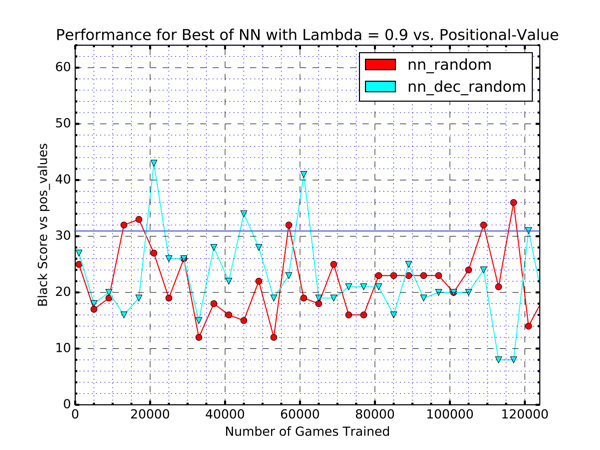 Performance for Best of NN with Lambda = 0.9 vs. Positional-Value
nn_random
nn_dec_random
Black Score vs pos_values
60
50
40
30
20
10
0
0 20000 40000 60000 80000 100000 120000
Number of Games Trained